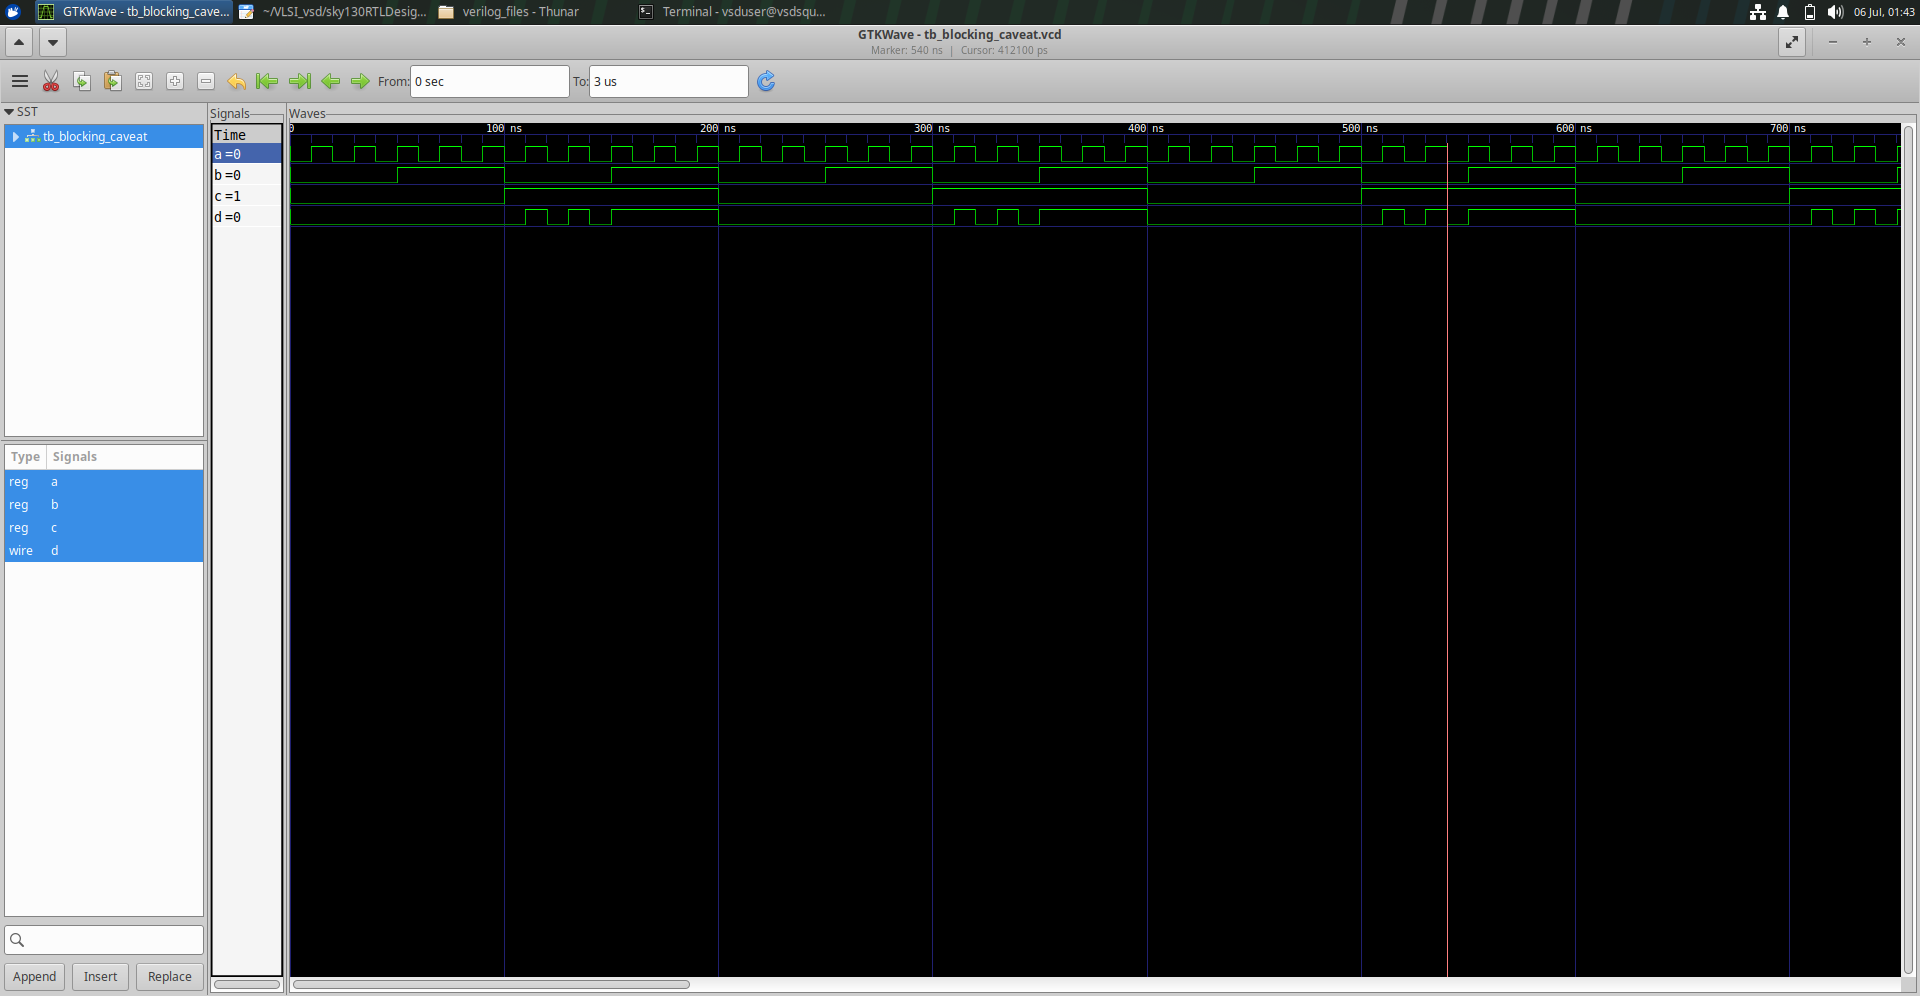 GTKWave - tb_blocking_cave...
~/VLSI_vsd/sky130RTLDesig...
verilog_files - Thunar
Terminal - vsduser@vsdsqu...
06 Jul, 01:43
GTKWave - tb_blocking_caveat.vcd
Marker: 540 ns | Cursor: 412100 ps
From: 0 sec
To: 3 us
SST
tb_blocking_caveat
Type Signals
reg a
reg b
reg c
wire d
Append Insert Replace
Signals
Time
a =0
b =0
c =1
d =0
Waves
0 100 ns 200 ns 300 ns 400 ns 500 ns 600 ns 700 ns